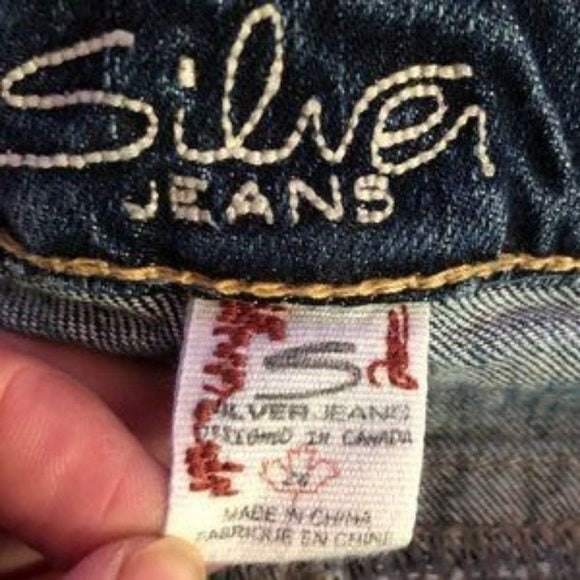 Silver
JEANS
S
SILVER JEANS
DESIGNED IN CANADA
MADE IN CHINA
FABRIQUE EN CHINE